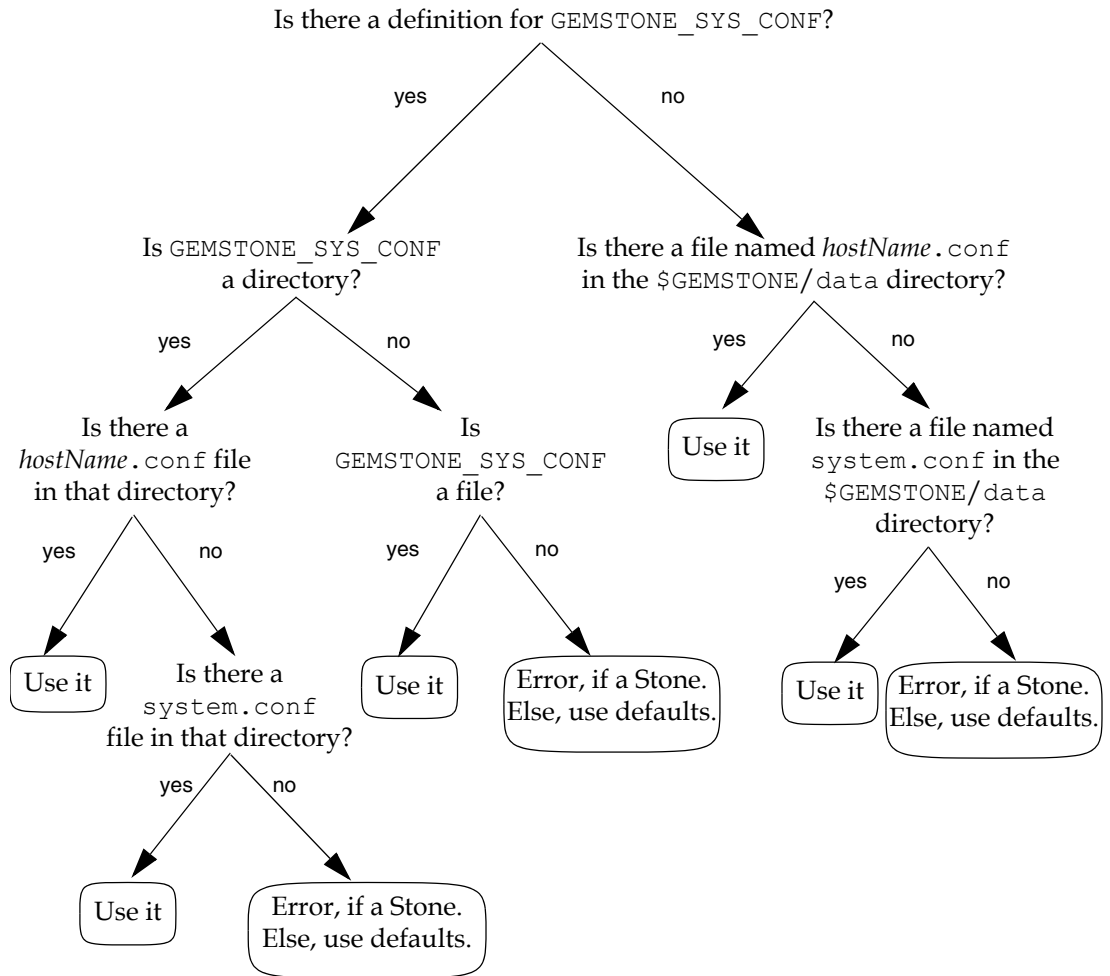 Is there a definition for GEMSTONE_SYS_CONF?
yes
no
Is GEMSTONE_SYS_CONF
a directory?
Is there a file named hostName.conf
in the $GEMSTONE/data directory?
yes
no
yes
no
Is there a
hostName.conf file
in that directory?
Is
GEMSTONE_SYS_CONF
a file?
Use it
Is there a file named
system.conf in the
$GEMSTONE/data
directory?
yes
no
yes
no
yes
no
Use it
Is there a
system.conf
file in that directory?
Use it
Error, if a Stone.
Else, use defaults.
Use it
Error, if a Stone.
Else, use defaults.
yes
no
Use it
Error, if a Stone.
Else, use defaults.